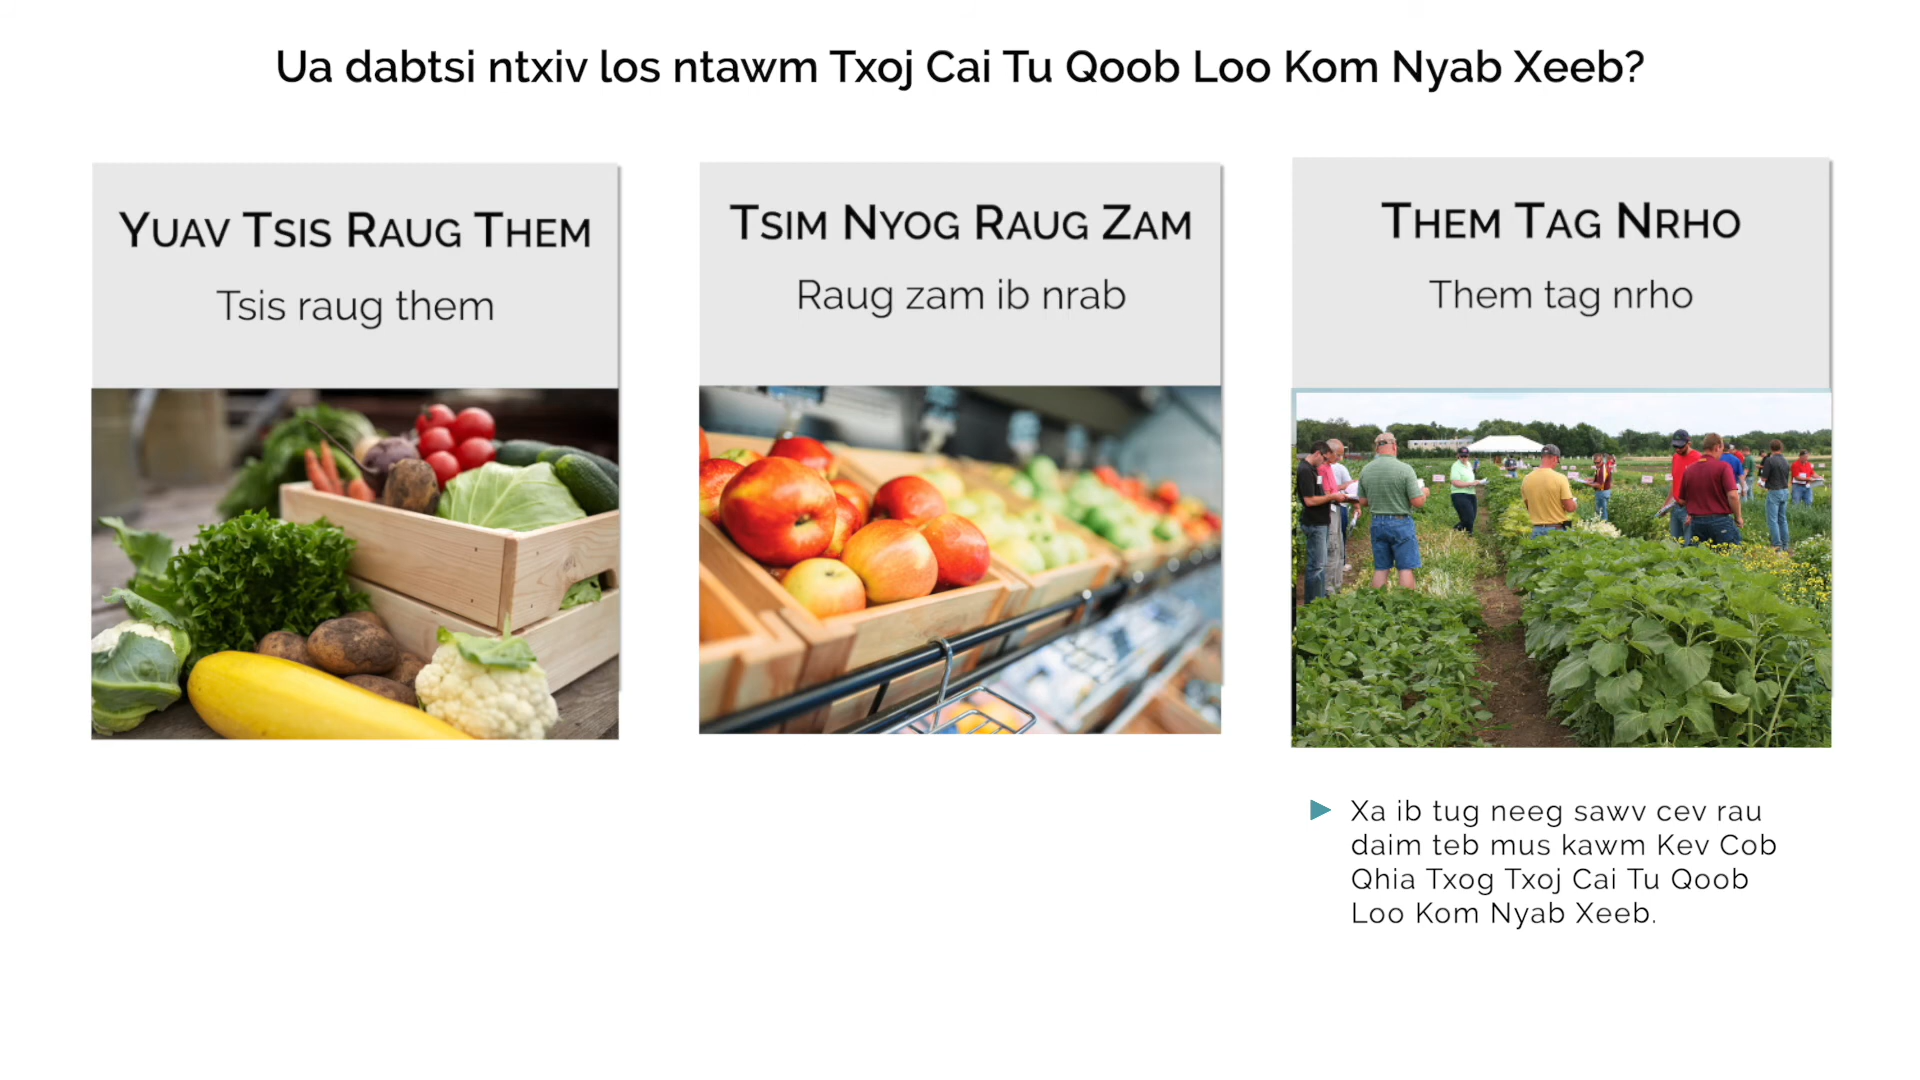 Ua dabtsi ntxiv los ntawm Txoj Cai Tu Qoob Loo Kom Nyab Xeeb?
Yuav Tsis Raug Them
Tsis raug them
Tsim Nyog Raug Zam
Raug zam ib nrab
Them Tag Nrho
Them tag nrho
Xa ib tug neeg sawv cev rau
daim teb mus kawm Kev Cob
Qhia Txog Txoj Cai Tu Qoob
Loo Kom Nyab Xeeb.